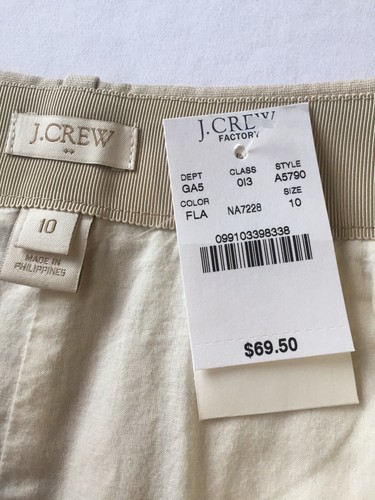 J.CREW
10
MADE IN
PHILIPPINES
J.CREW
FACTORY
DEPT CLASS STYLE
GA5 013 A5790
COLOR SIZE
FLA NA7228 10
099103398338
$69.50